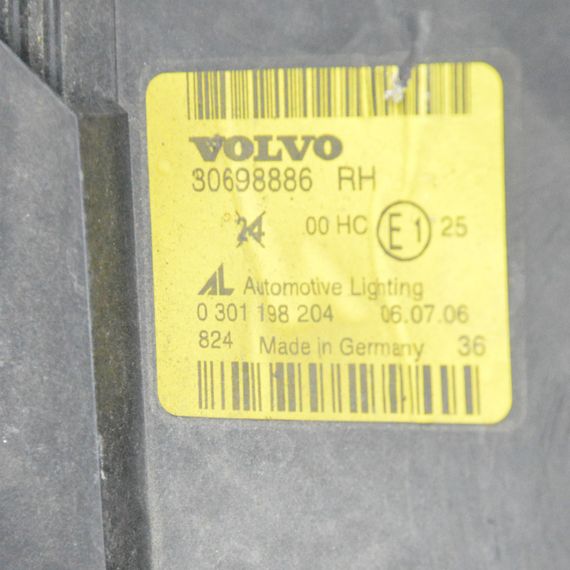 VOLVO
30698886 RH
24 00 HC E1 25
AL Automotive Lighting
0 301 198 204 06.07.06
824 Made in Germany 36